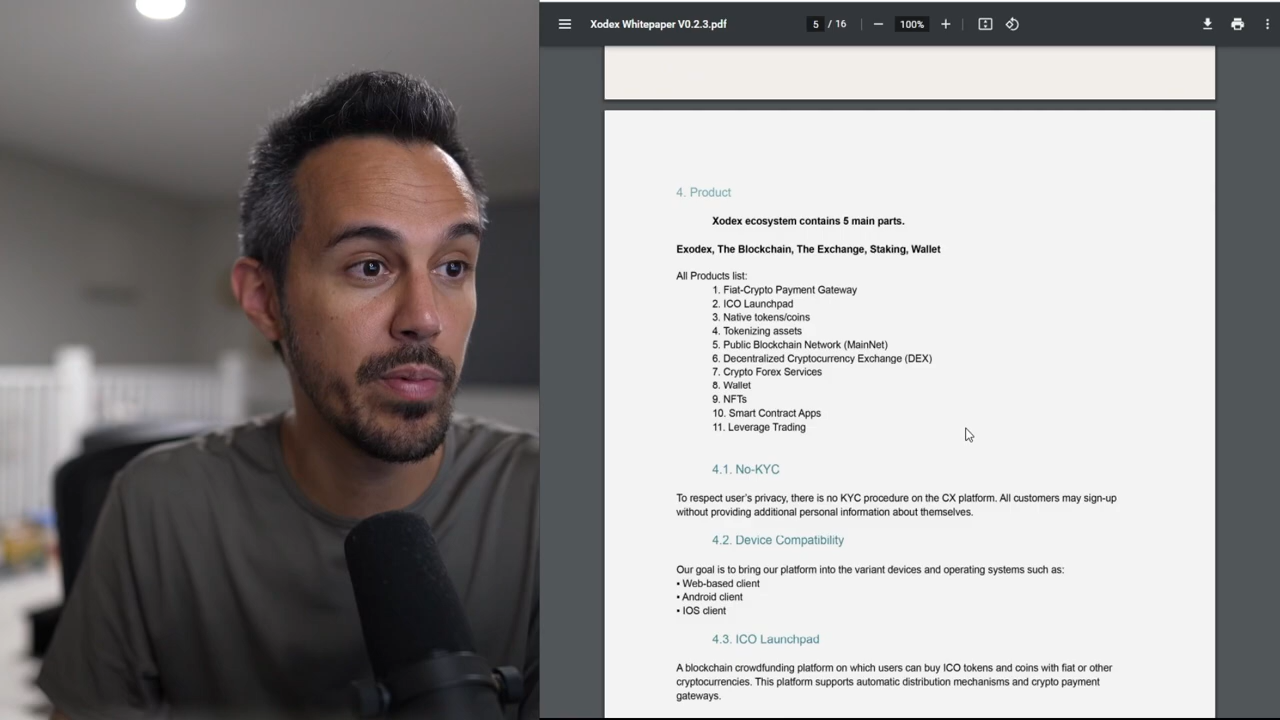 Xodex Whitepaper V0.2.3.pdf
5 / 16
100%
4. Product
Xodex ecosystem contains 5 main parts.
Exodex, The Blockchain, The Exchange, Staking, Wallet
All Products list:
1. Fiat-Crypto Payment Gateway
2. ICO Launchpad
3. Native tokens/coins
4. Tokenizing assets
5. Public Blockchain Network (MainNet)
6. Decentralized Cryptocurrency Exchange (DEX)
7. Crypto Forex Services
8. Wallet
9. NFTs
10. Smart Contract Apps
11. Leverage Trading
4.1. No-KYC
To respect user's privacy, there is no KYC procedure on the CX platform. All customers may sign-up
without providing additional personal information about themselves.
4.2. Device Compatibility
Our goal is to bring our platform into the variant devices and operating systems such as:
• Web-based client
• Android client
• IOS client
4.3. ICO Launchpad
A blockchain crowdfunding platform on which users can buy ICO tokens and coins with fiat or other
cryptocurrencies. This platform supports automatic distribution mechanisms and crypto payment
gateways.